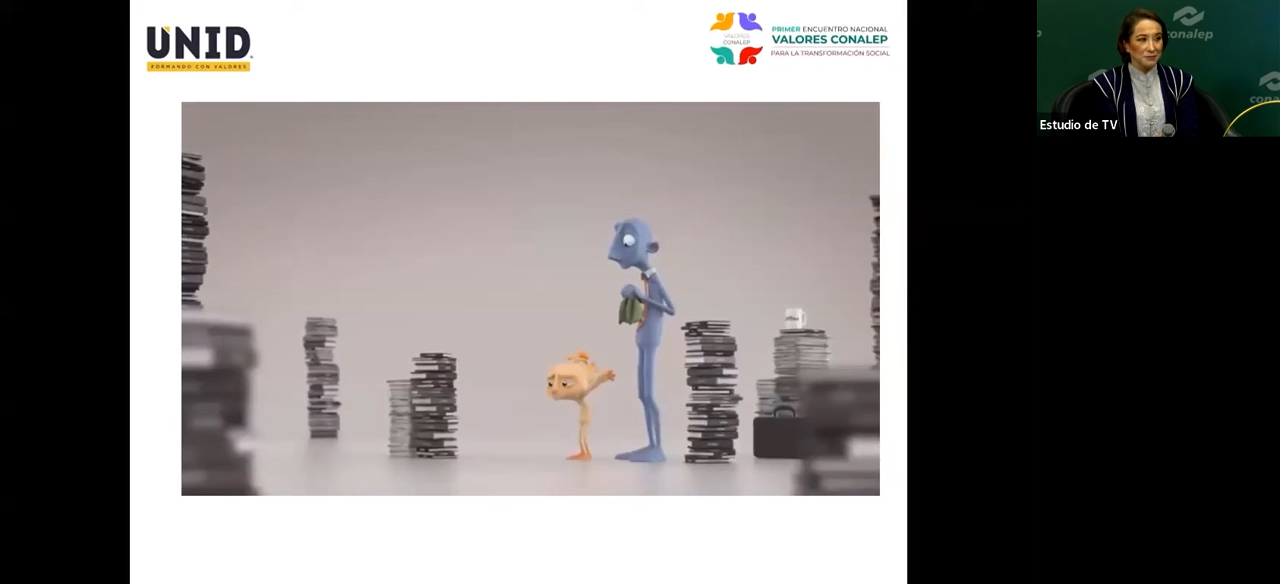 UNID
FORMANDO CON VALORES
VALORES
CONALEP
PRIMER ENCUENTRO NACIONAL
VALORES CONALEP
PARA LA TRANSFORMACIÓN SOCIAL
conalep
Estudio de TV